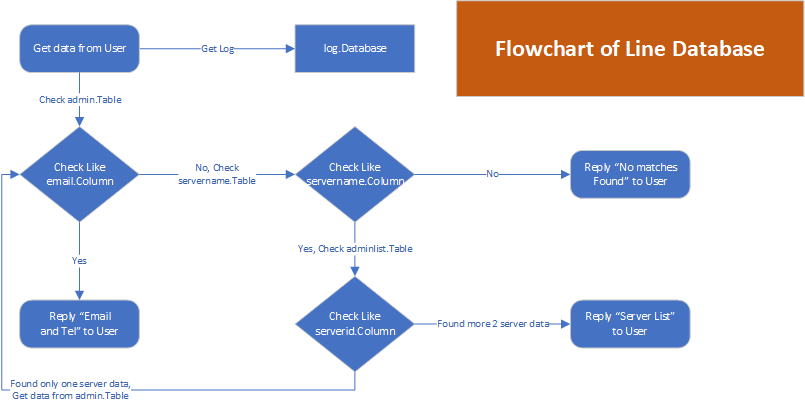 Flowchart of Line Database
Get data from User
Get Log
log.Database
Check admin.Table
Check Like
email.Column
No, Check
servername.Table
Check Like
servername.Column
No
Reply “No matches
Found” to User
Yes
Yes, Check adminlist.Table
Reply “Email
and Tel” to User
Check Like
serverid.Column
Found more 2 server data
Reply “Server List”
to User
Found only one server data,
Get data from admin.Table